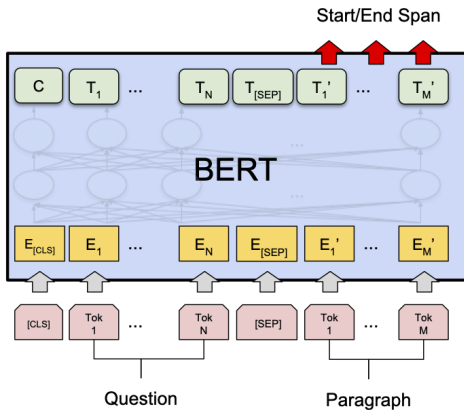 Start/End Span
C T1 ... TN T[SEP] T1' ... TM'
...
BERT
...
E[CLS] E1 ... EN E[SEP] E1' ... EM'
[CLS] Tok 1 ... Tok N [SEP] Tok 1 ... Tok M
Question Paragraph